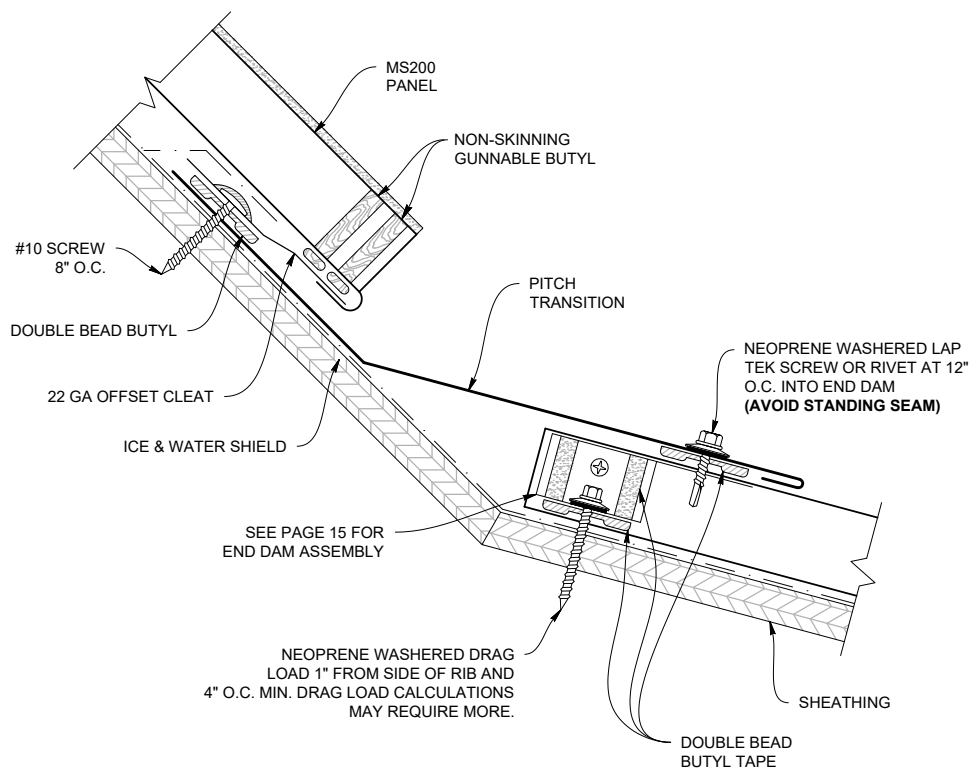 MS200
PANEL
NON-SKINNING
GUNNABLE BUTYL
#10 SCREW
8" O.C.
DOUBLE BEAD BUTYL
22 GA OFFSET CLEAT
ICE & WATER SHIELD
PITCH
TRANSITION
NEOPRENE WASHERED LAP
TEK SCREW OR RIVET AT 12"
O.C. INTO END DAM
(AVOID STANDING SEAM)
SEE PAGE 15 FOR
END DAM ASSEMBLY
NEOPRENE WASHERED DRAG
LOAD 1" FROM SIDE OF RIB AND
4" O.C. MIN. DRAG LOAD CALCULATIONS
MAY REQUIRE MORE.
SHEATHING
DOUBLE BEAD
BUTYL TAPE